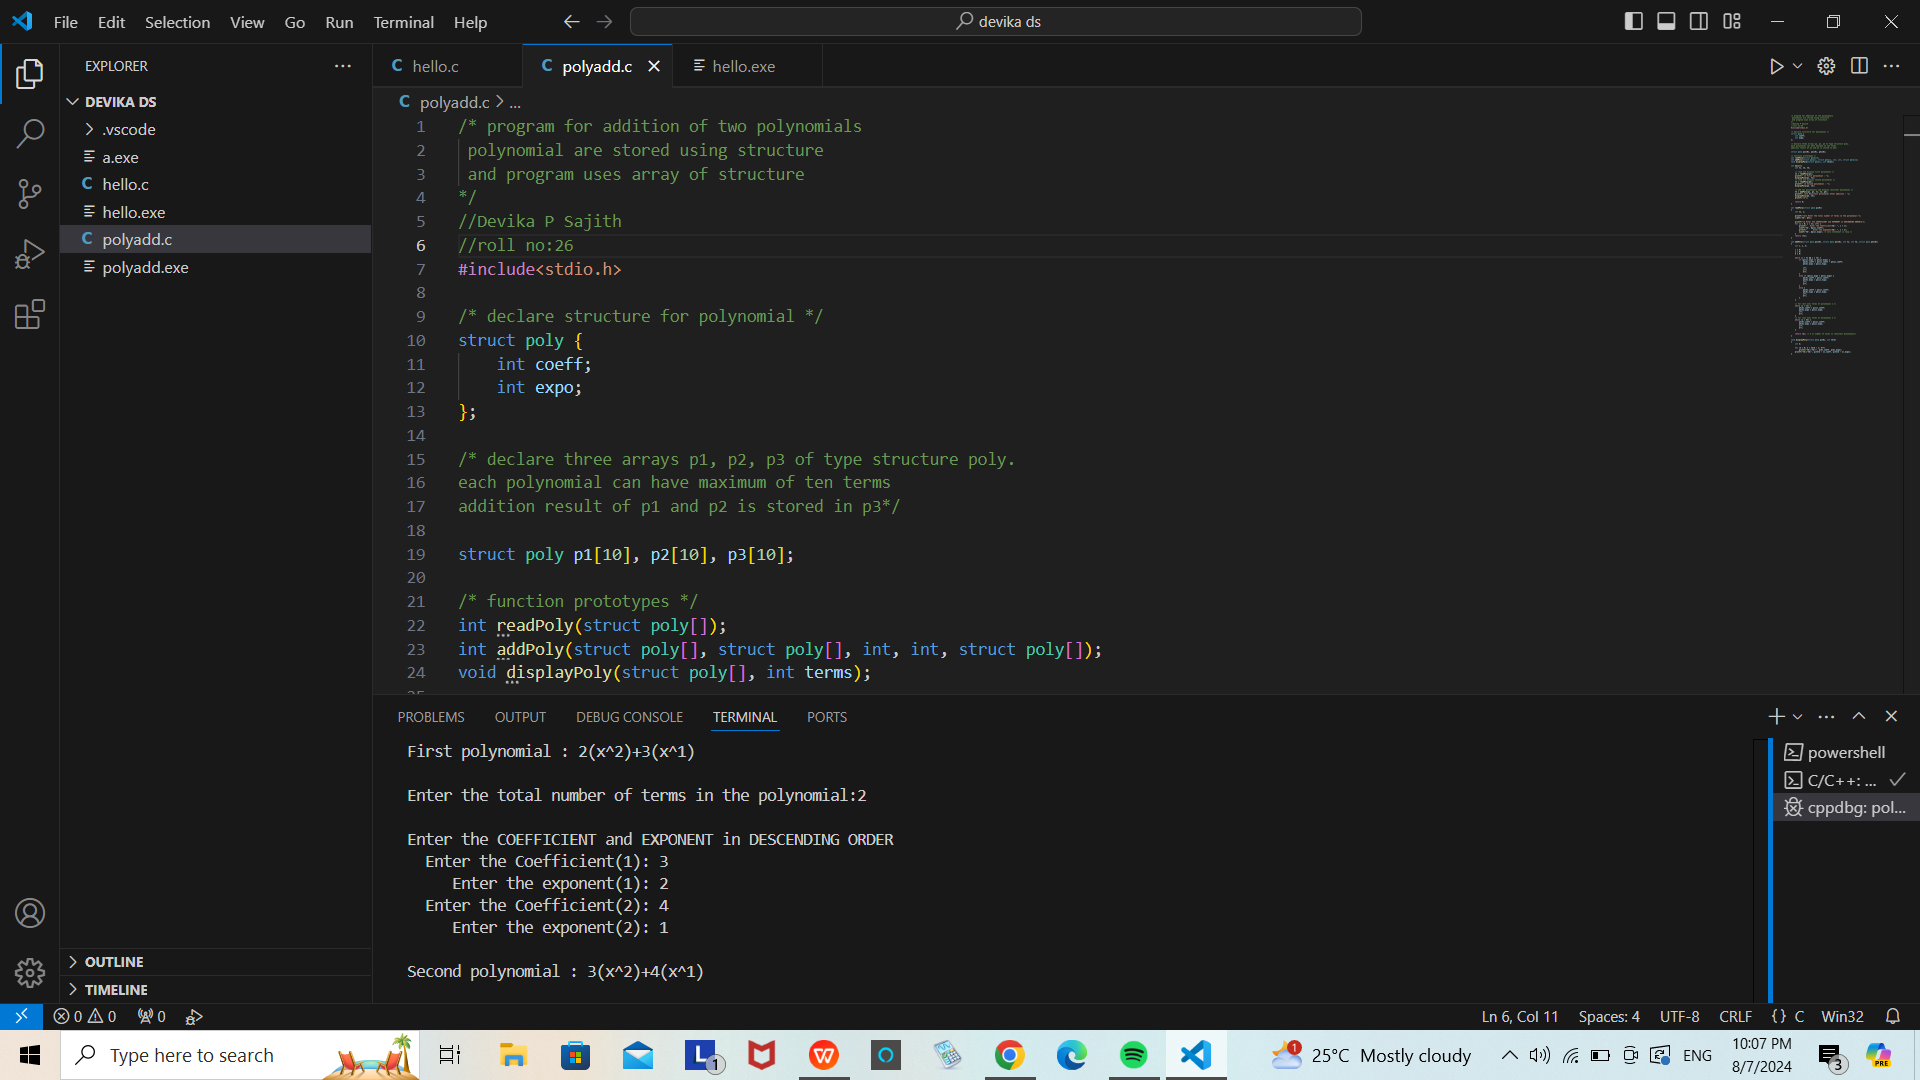 File Edit Selection View Go Run Terminal Help
devika ds
EXPLORER
DEVIKA DS
.vscode
a.exe
C hello.c
hello.exe
C polyadd.c
polyadd.exe
OUTLINE
TIMELINE
C hello.c
C polyadd.c
hello.exe
C polyadd.c > ...
1 /* program for addition of two polynomials
2 polynomial are stored using structure
3 and program uses array of structure
4 */
5 //Devika P Sajith
6 //roll no:26
7 #include<stdio.h>
8
9 /* declare structure for polynomial */
10 struct poly {
11 int coeff;
12 int expo;
13 };
14
15 /* declare three arrays p1, p2, p3 of type structure poly.
16 each polynomial can have maximum of ten terms
17 addition result of p1 and p2 is stored in p3*/
18
19 struct poly p1[10], p2[10], p3[10];
20
21 /* function prototypes */
22 int readPoly(struct poly[]);
23 int addPoly(struct poly[], struct poly[], int, int, struct poly[]);
24 void displayPoly(struct poly[], int terms);
PROBLEMS OUTPUT DEBUG CONSOLE TERMINAL PORTS
First polynomial : 2(x^2)+3(x^1)
Enter the total number of terms in the polynomial:2
Enter the COEFFICIENT and EXPONENT in DESCENDING ORDER
Enter the Coefficient(1): 3
Enter the exponent(1): 2
Enter the Coefficient(2): 4
Enter the exponent(2): 1
Second polynomial : 3(x^2)+4(x^1)
powershell
C/C++: ...
cppdbg: pol...
0 0 0
Ln 6, Col 11 Spaces: 4 UTF-8 CRLF {} C Win32
Type here to search
L 1
W
1
25°C Mostly cloudy
ENG
10:07 PM
8/7/2024
3
PRE